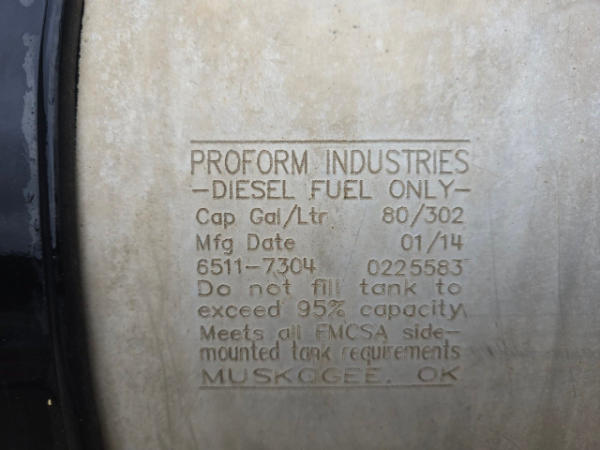 PROFORM INDUSTRIES
-DIESEL FUEL ONLY-
Cap Gal/Ltr 80/302
Mfg Date 01/14
6511-7304 0225583
Do not fill tank to
exceed 95% capacity
Meets all FMCSA side-
mounted tank requirements
MUSKOGEE, OK